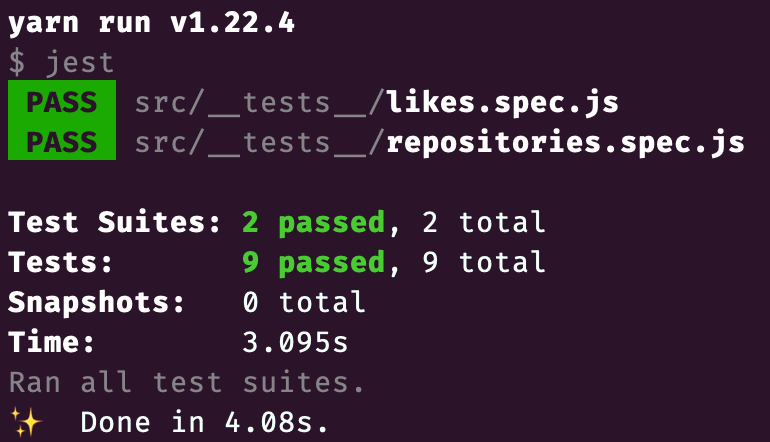 yarn run v1.22.4
$ jest
PASS src/__tests__/likes.spec.js
PASS src/__tests__/repositories.spec.js
Test Suites: 2 passed, 2 total
Tests: 9 passed, 9 total
Snapshots: 0 total
Time: 3.095s
Ran all test suites.
✨ Done in 4.08s.